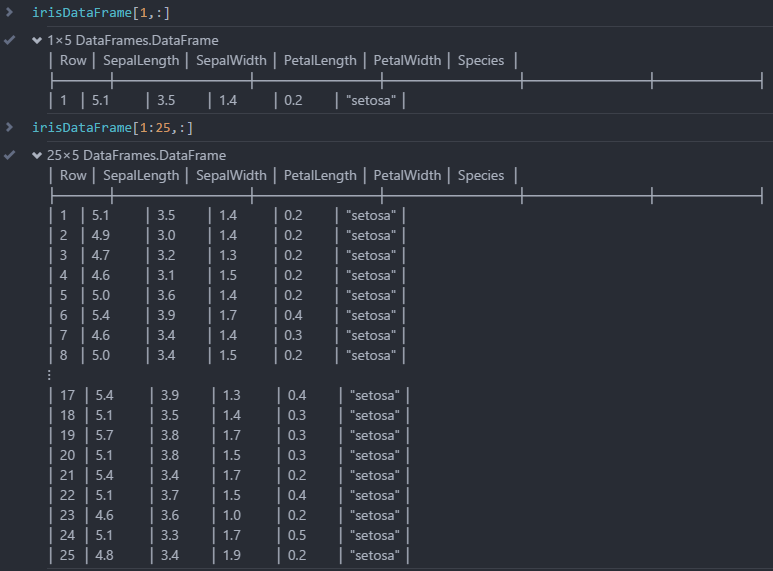 irisDataFrame[1,:]
1×5 DataFrames.DataFrame
│ Row │ SepalLength │ SepalWidth │ PetalLength │ PetalWidth │ Species │
├─────┼─────────────┼────────────┼─────────────┼────────────┼─────────┤
│ 1 │ 5.1 │ 3.5 │ 1.4 │ 0.2 │ "setosa" │
irisDataFrame[1:25,:]
25×5 DataFrames.DataFrame
│ Row │ SepalLength │ SepalWidth │ PetalLength │ PetalWidth │ Species │
├─────┼─────────────┼────────────┼─────────────┼────────────┼─────────┤
│ 1 │ 5.1 │ 3.5 │ 1.4 │ 0.2 │ "setosa" │
│ 2 │ 4.9 │ 3.0 │ 1.4 │ 0.2 │ "setosa" │
│ 3 │ 4.7 │ 3.2 │ 1.3 │ 0.2 │ "setosa" │
│ 4 │ 4.6 │ 3.1 │ 1.5 │ 0.2 │ "setosa" │
│ 5 │ 5.0 │ 3.6 │ 1.4 │ 0.2 │ "setosa" │
│ 6 │ 5.4 │ 3.9 │ 1.7 │ 0.4 │ "setosa" │
│ 7 │ 4.6 │ 3.4 │ 1.4 │ 0.3 │ "setosa" │
│ 8 │ 5.0 │ 3.4 │ 1.5 │ 0.2 │ "setosa" │
⋮
│ 17 │ 5.4 │ 3.9 │ 1.3 │ 0.4 │ "setosa" │
│ 18 │ 5.1 │ 3.5 │ 1.4 │ 0.3 │ "setosa" │
│ 19 │ 5.7 │ 3.8 │ 1.7 │ 0.3 │ "setosa" │
│ 20 │ 5.1 │ 3.8 │ 1.5 │ 0.3 │ "setosa" │
│ 21 │ 5.4 │ 3.4 │ 1.7 │ 0.2 │ "setosa" │
│ 22 │ 5.1 │ 3.7 │ 1.5 │ 0.4 │ "setosa" │
│ 23 │ 4.6 │ 3.6 │ 1.0 │ 0.2 │ "setosa" │
│ 24 │ 5.1 │ 3.3 │ 1.7 │ 0.5 │ "setosa" │
│ 25 │ 4.8 │ 3.4 │ 1.9 │ 0.2 │ "setosa" │